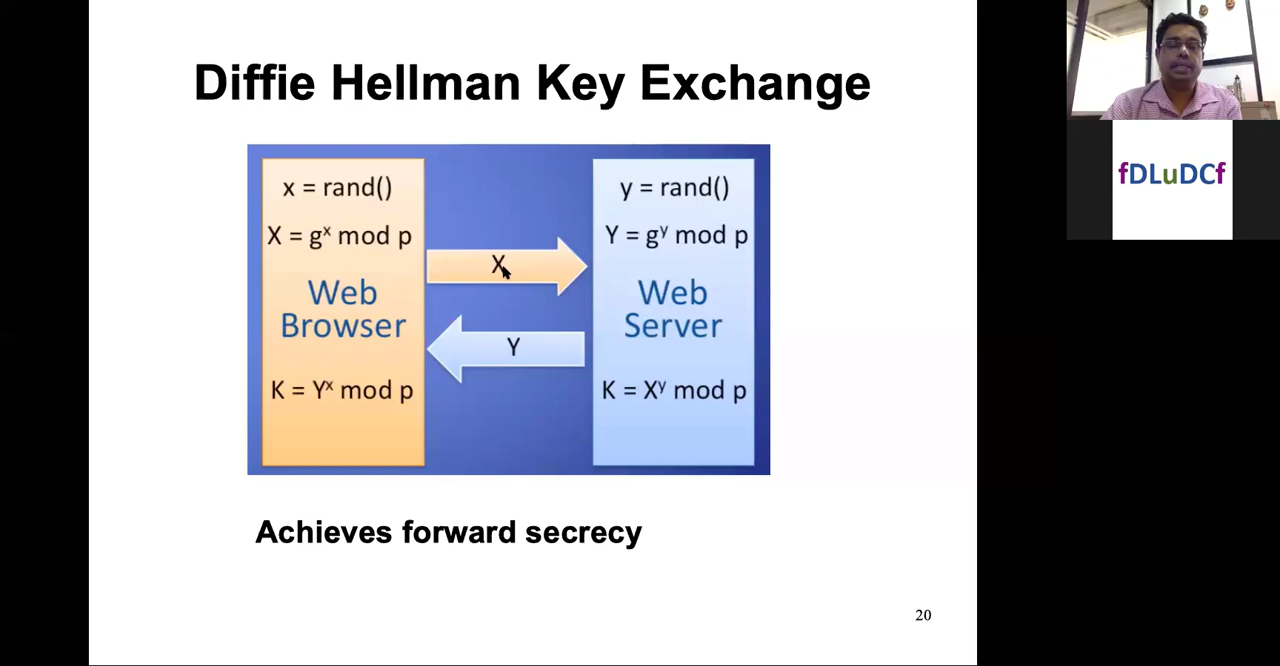 Diffie Hellman Key Exchange
x = rand()
X = gˣ mod p
Web
Browser
K = Yˣ mod p
X
Y
y = rand()
Y = gʸ mod p
Web
Server
K = Xʸ mod p
Achieves forward secrecy
20
fDLuDCf